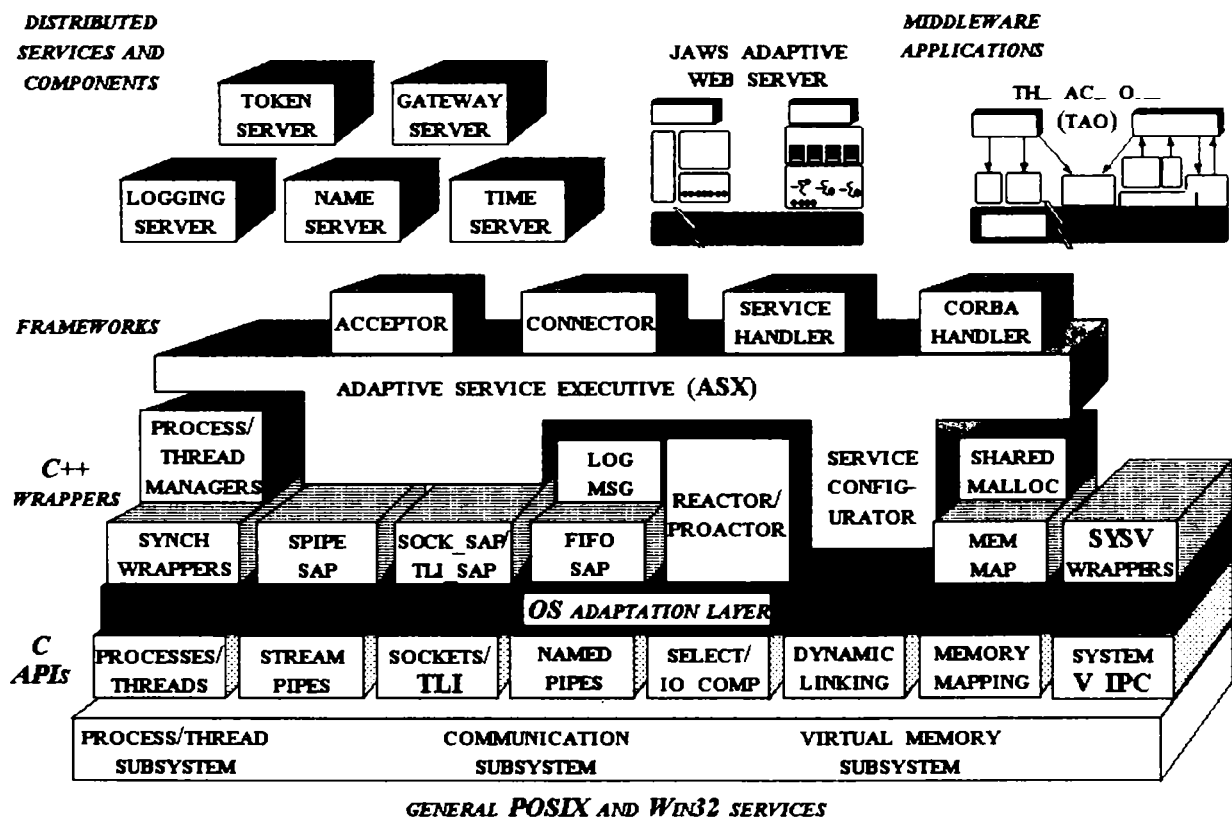 DISTRIBUTED
SERVICES AND
COMPONENTS
MIDDLEWARE
APPLICATIONS
JAWS ADAPTIVE
WEB SERVER
(TAO)
TOKEN
SERVER
GATEWAY
SERVER
LOGGING
SERVER
NAME
SERVER
TIME
SERVER
FRAMEWORKS
ACCEPTOR
CONNECTOR
SERVICE
HANDLER
CORBA
HANDLER
ADAPTIVE SERVICE EXECUTIVE (ASX)
C++
WRAPPERS
PROCESS/
THREAD
MANAGERS
LOG
MSG
REACTOR/
PROACTOR
SERVICE
CONFIG-
URATOR
SHARED
MALLOC
SYNCH
WRAPPERS
SPIPE
SAP
SOCK_SAP/
TLI_SAP
FIFO
SAP
MEM
MAP
SYSV
WRAPPERS
OS ADAPTATION LAYER
C
APIs
PROCESSES/
THREADS
STREAM
PIPES
SOCKETS/
TLI
NAMED
PIPES
SELECT/
IO COMP
DYNAMIC
LINKING
MEMORY
MAPPING
SYSTEM
V IPC
PROCESS/THREAD
SUBSYSTEM
COMMUNICATION
SUBSYSTEM
VIRTUAL MEMORY
SUBSYSTEM
GENERAL POSIX AND WIN32 SERVICES